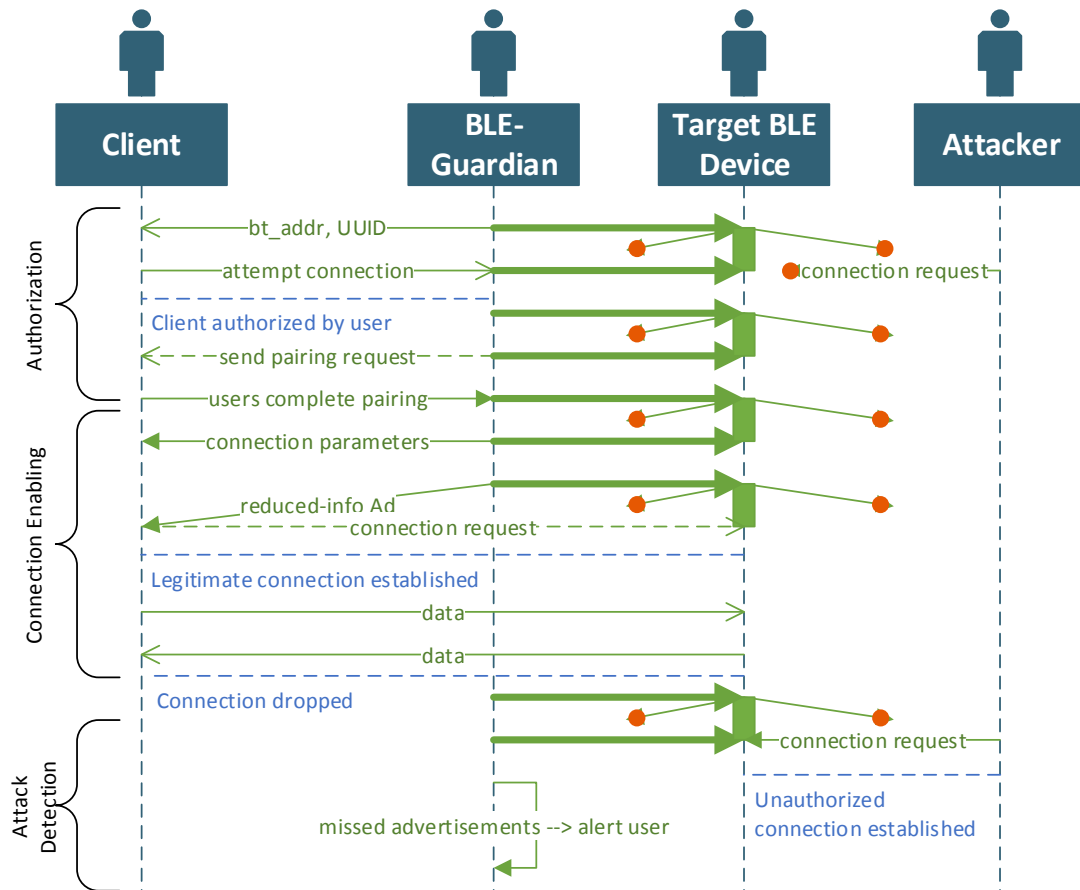 Client
BLE-
Guardian
Target BLE
Device
Attacker
Authorization
bt_addr, UUID
attempt connection
connection request
Client authorized by user
send pairing request
users complete pairing
Connection Enabling
connection parameters
reduced-info Ad
connection request
Legitimate connection established
data
data
Connection dropped
Attack
Detection
connection request
Unauthorized
connection established
missed advertisements --> alert user